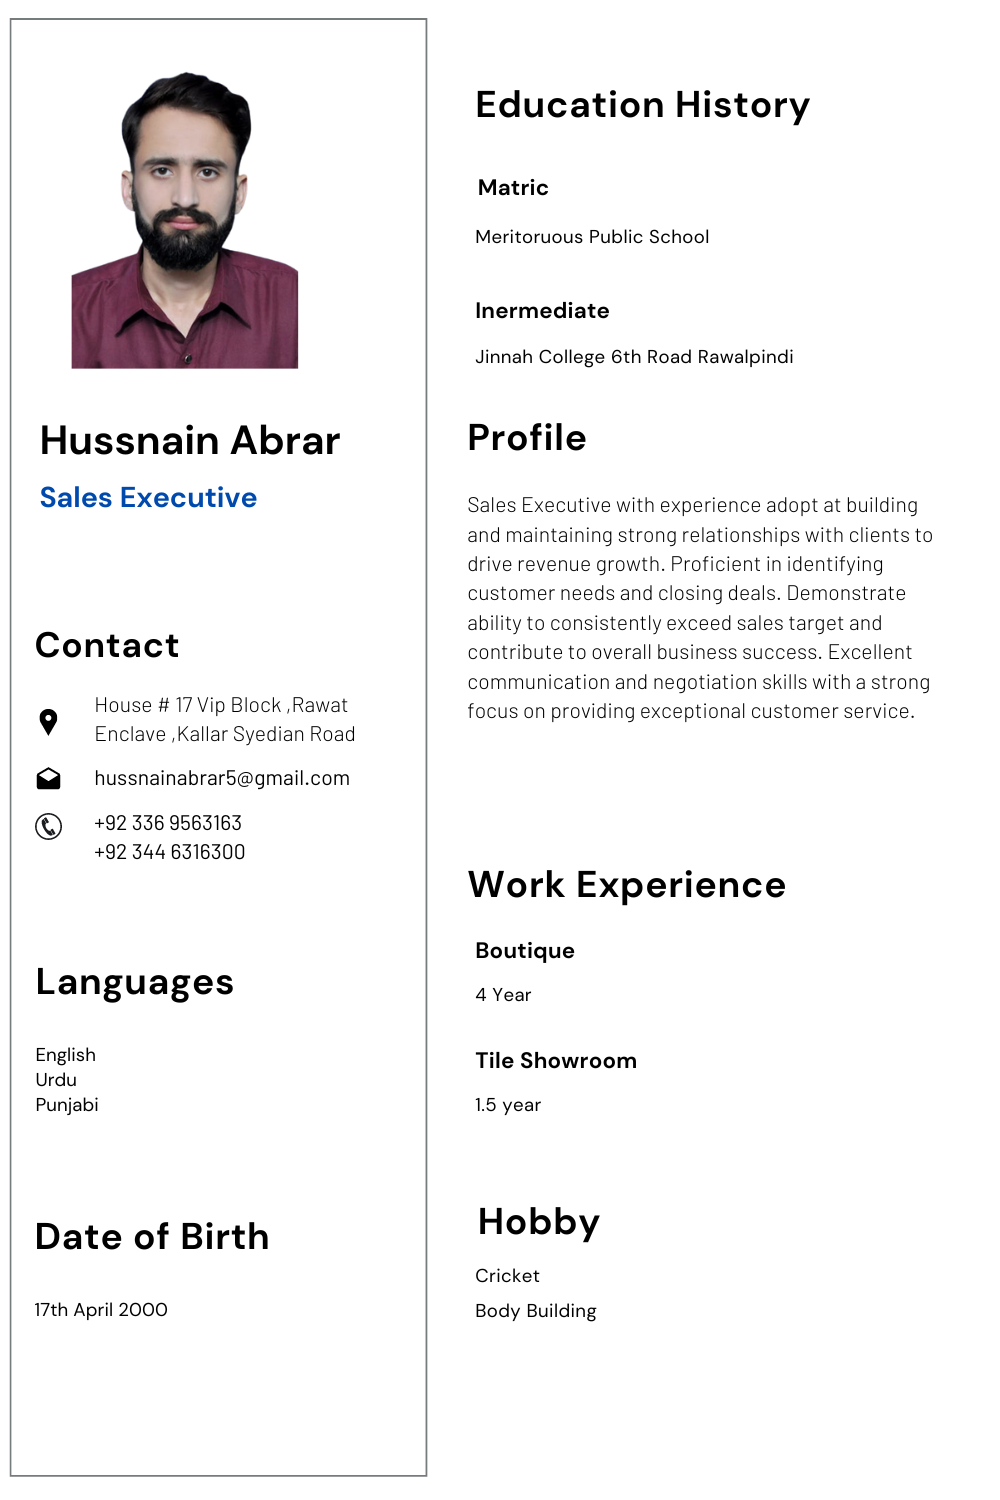 Hussnain Abrar
Sales Executive
Contact
House # 17 Vip Block ,Rawat
Enclave ,Kallar Syedian Road
hussnainabrar5@gmail.com
+92 336 9563163
+92 344 6316300
Languages
English
Urdu
Punjabi
Date of Birth
17th April 2000
Education History
Matric
Meritoruous Public School
Inermediate
Jinnah College 6th Road Rawalpindi
Profile
Sales Executive with experience adopt at building
and maintaining strong relationships with clients to
drive revenue growth. Proficient in identifying
customer needs and closing deals. Demonstrate
ability to consistently exceed sales target and
contribute to overall business success. Excellent
communication and negotiation skills with a strong
focus on providing exceptional customer service.
Work Experience
Boutique
4 Year
Tile Showroom
1.5 year
Hobby
Cricket
Body Building